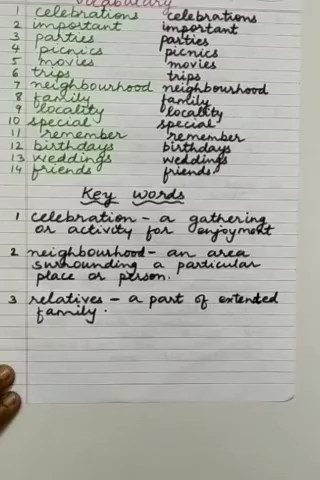 Vocabulary
1 celebrations celebrations
2 important important
3 parties parties
4 picnics picnics
5 movies movies
6 trips trips
7 neighbourhood neighbourhood
8 family family
9 locality locality
10 special special
11 remember remember
12 birthdays birthdays
13 weddings weddings
14 friends friends.
Key words
1 celebration - a gathering
or activity for enjoyment
2 neighbourhood - an area
surrounding a particular
place or person.
3 relatives - a part of extended
family.